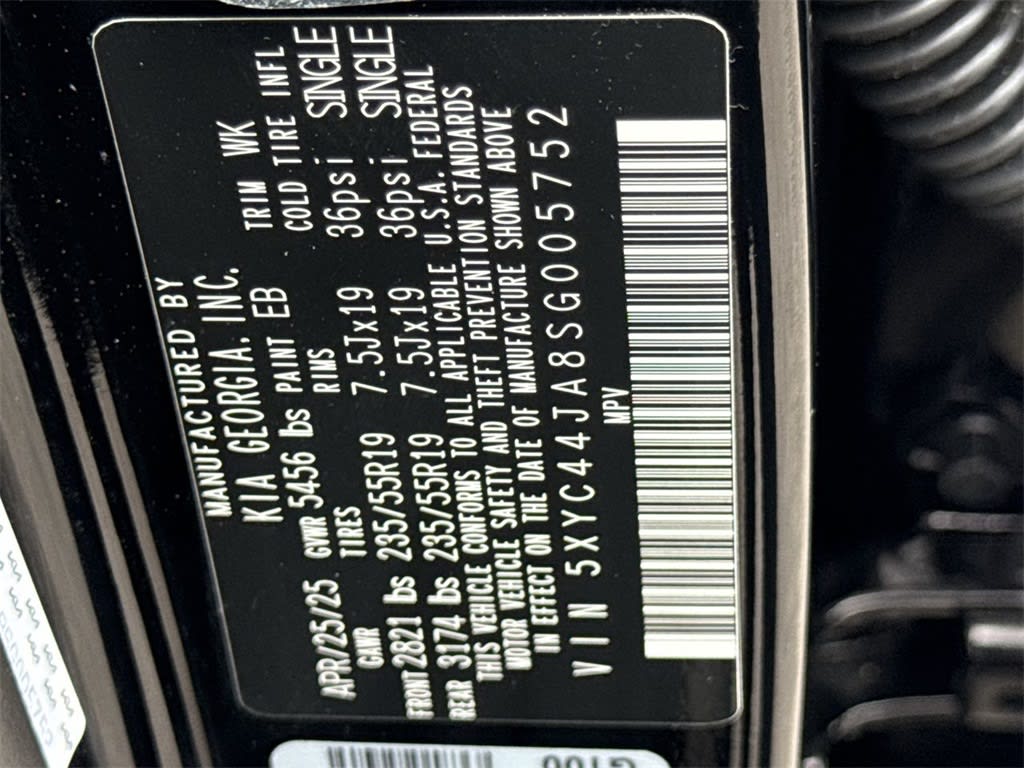 MANUFACTURED BY
KIA GEORGIA, INC.
APR/25/25 GVWR 5456 lbs PAINT EB TRIM WK
GAWR TIRES RIMS COLD TIRE INFL
FRONT 2821 lbs 235/55R19 7.5Jx19 36psi SINGLE
REAR 3174 lbs 235/55R19 7.5Jx19 36psi SINGLE
THIS VEHICLE CONFORMS TO ALL APPLICABLE U.S.A. FEDERAL
MOTOR VEHICLE SAFETY AND THEFT PREVENTION STANDARDS
IN EFFECT ON THE DATE OF MANUFACTURE SHOWN ABOVE
VIN 5XYC44JA8SG005752
MPV